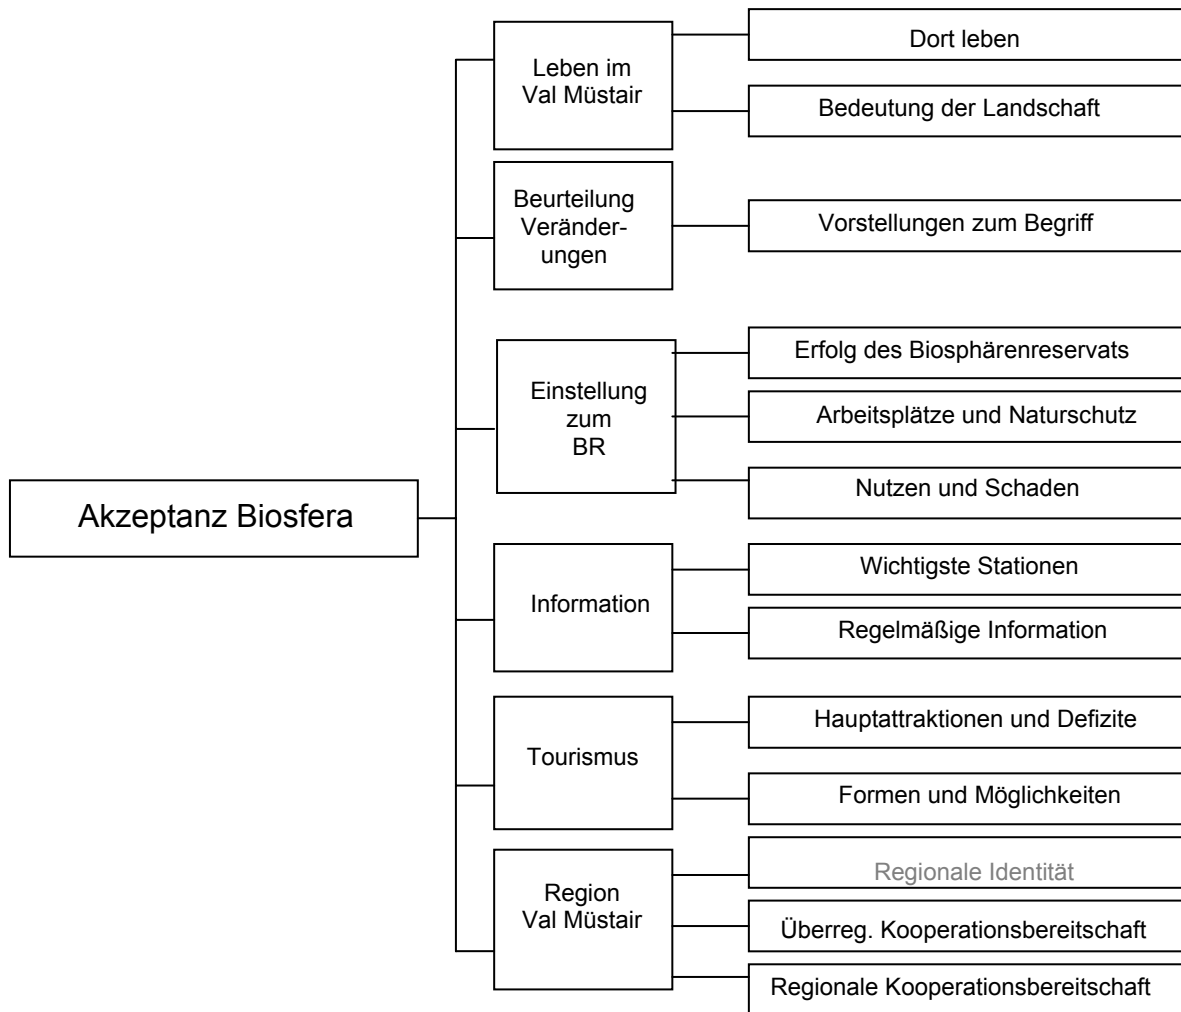 Akzeptanz Biosfera
Leben im
Val Müstair
Dort leben
Bedeutung der Landschaft
Beurteilung
Veränder-
ungen
Vorstellungen zum Begriff
Einstellung
zum
BR
Erfolg des Biosphärenreservats
Arbeitsplätze und Naturschutz
Nutzen und Schaden
Information
Wichtigste Stationen
Regelmäßige Information
Tourismus
Hauptattraktionen und Defizite
Formen und Möglichkeiten
Region
Val Müstair
Regionale Identität
Überreg. Kooperationsbereitschaft
Regionale Kooperationsbereitschaft